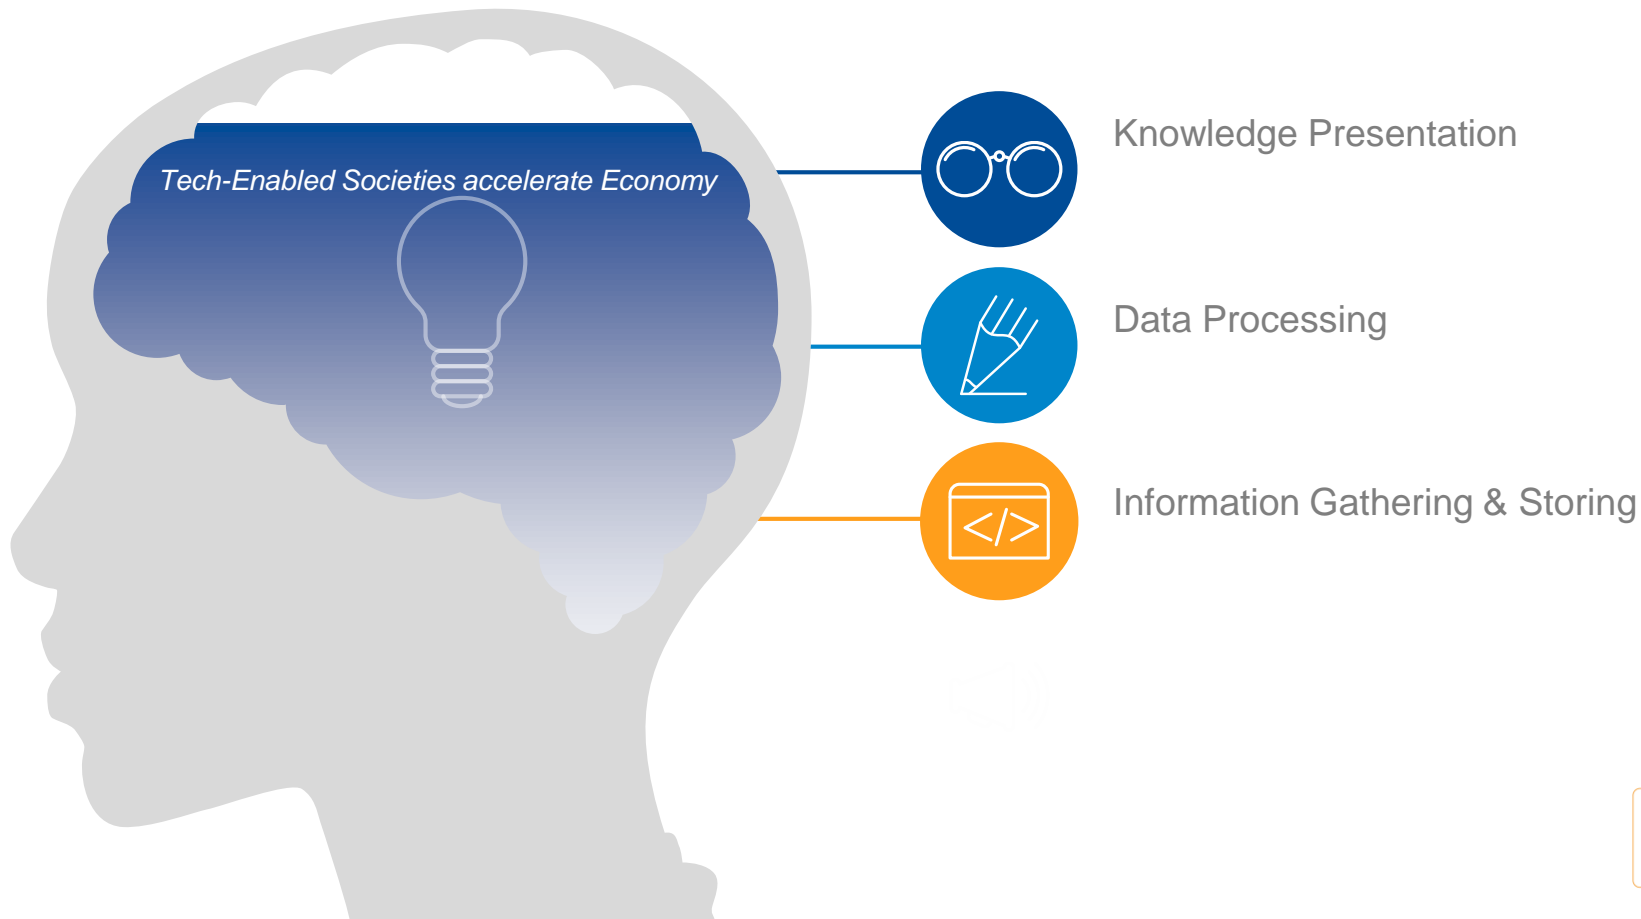 Tech-Enabled Societies accelerate Economy
Knowledge Presentation
Data Processing
Information Gathering & Storing